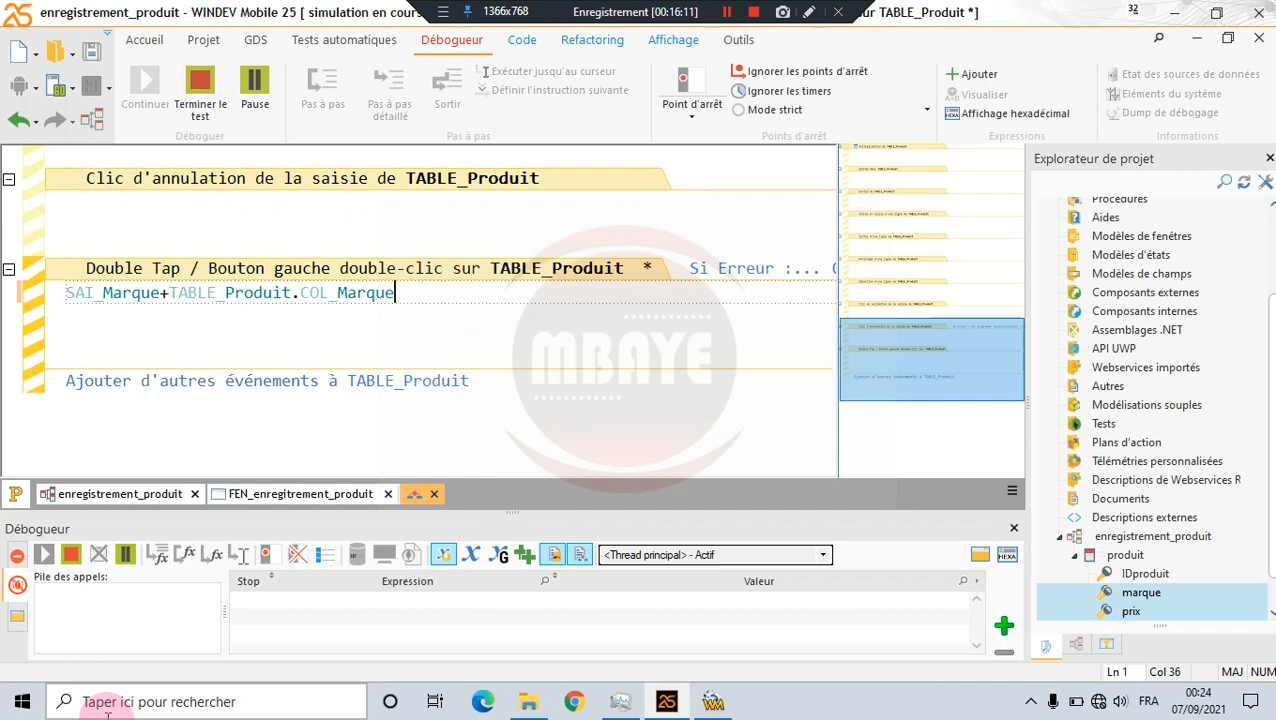 enregistrement_produit - WINDEV Mobile 25 [ simulation en cours
1366x768
Enregistrement [00:16:11]
ur TABLE_Produit *]
32
Accueil
Projet
GDS
Tests automatiques
Débogueur
Code
Refactoring
Affichage
Outils
Continuer
Terminer le test
Pause
Pas à pas
Pas à pas détaillé
Sortir
Exécuter jusqu'au curseur
Définir l'instruction suivante
Point d'arrêt
Ignorer les points d'arrêt
Ignorer les timers
Mode strict
Ajouter
Visualiser
Affichage hexadécimal
Etat des sources de données
Eléments du système
Dump de débogage
Déboguer
Pas à pas
Points d'arrêt
Expressions
Informations
Clic d'annulation de la saisie de TABLE_Produit
Double Tap / Bouton gauche double-clic sur TABLE_Produit * Si Erreur :...
SAI_Marque+TABLE_Produit.COL_Marque
Ajouter d'autres événements à TABLE_Produit
MBAYE
Explorateur de projet
Procédures
Aides
Modèles de fenêtres
Modèles d'états
Modèles de champs
Composants externes
Composants internes
Assemblages .NET
API UWP
Webservices importés
Autres
Modélisations souples
Tests
Plans d'action
Télémétries personnalisées
Descriptions de Webservices R
Documents
Descriptions externes
enregistrement_produit
produit
IDproduit
marque
prix
enregistrement_produit
FEN_enregitrement_produit
Débogueur
<Thread principal> - Actif
Pile des appels:
Stop
Expression
Valeur
Ln 1
Col 36
MAJ
NUM
Taper ici pour rechercher
FRA
00:24
07/09/2021